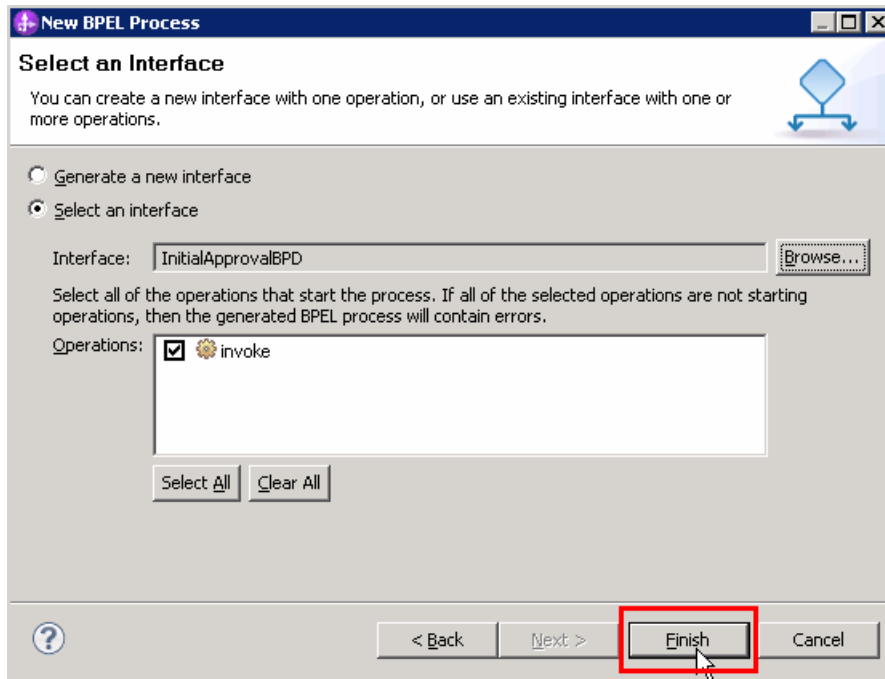 New BPEL Process
Select an Interface
You can create a new interface with one operation, or use an existing interface with one or
more operations.
Generate a new interface
Select an interface
Interface: InitialApprovalBPD Browse...
Select all of the operations that start the process. If all of the selected operations are not starting
operations, then the generated BPEL process will contain errors.
Operations: invoke
Select All Clear All
? < Back Next > Finish Cancel